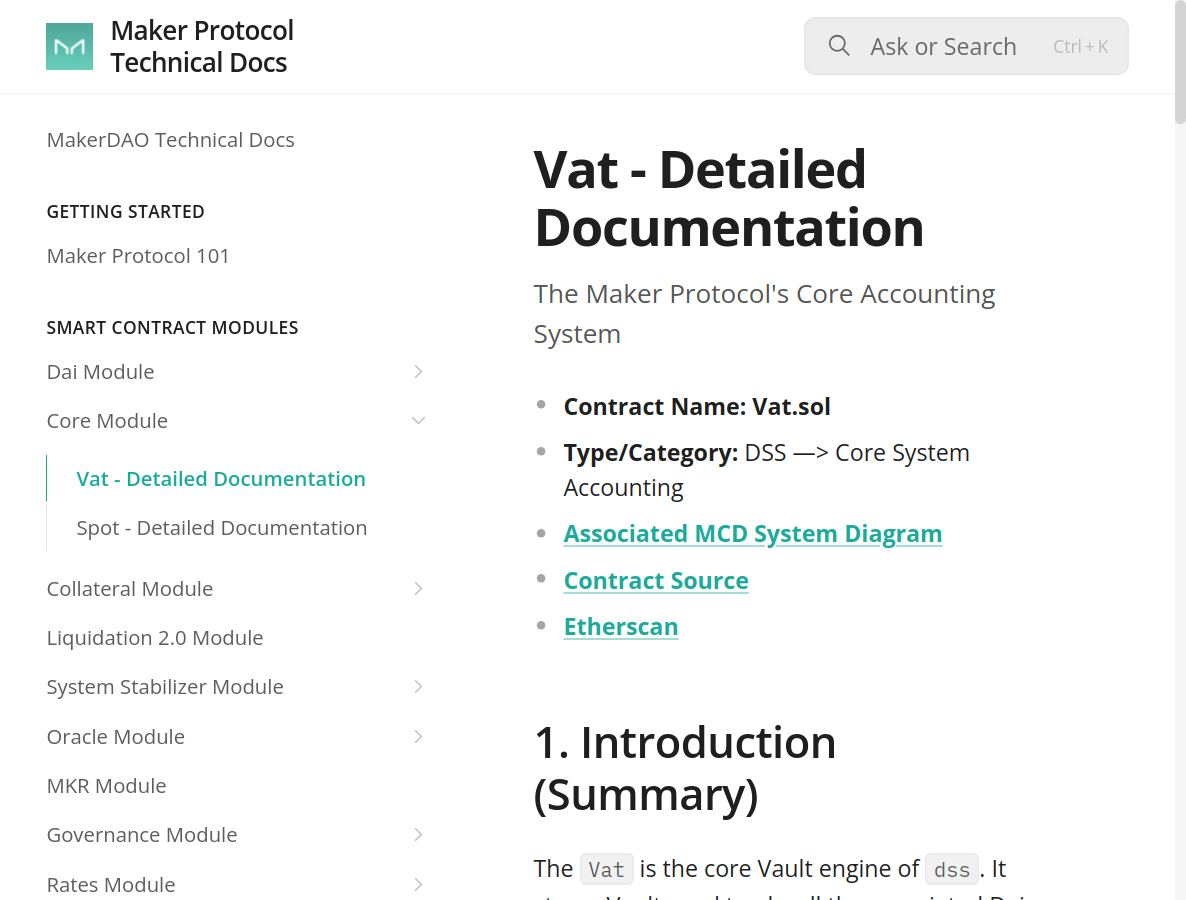 Maker Protocol
Technical Docs
Ask or Search
Ctrl + K
MakerDAO Technical Docs
GETTING STARTED
Maker Protocol 101
SMART CONTRACT MODULES
Dai Module
Core Module
Vat - Detailed Documentation
Spot - Detailed Documentation
Collateral Module
Liquidation 2.0 Module
System Stabilizer Module
Oracle Module
MKR Module
Governance Module
Rates Module
Vat - Detailed
Documentation
The Maker Protocol's Core Accounting
System
Contract Name: Vat.sol
Type/Category: DSS —> Core System
Accounting
Associated MCD System Diagram
Contract Source
Etherscan
1. Introduction
(Summary)
The Vat is the core Vault engine of dss. It